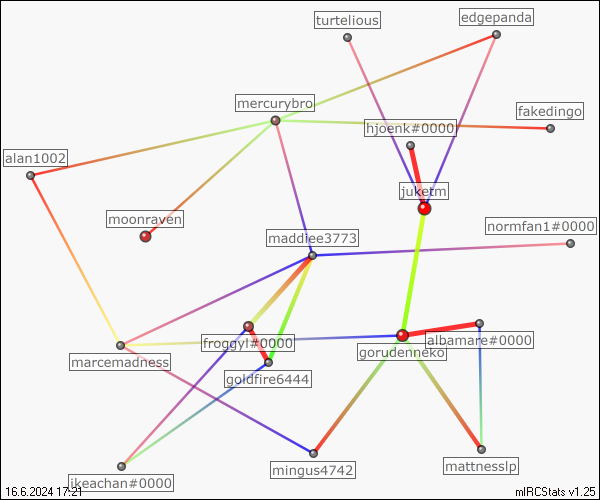 turtelious
edgepanda
mercurybro
fakedingo
hjoenk#0000
alan1002
juketm
moonraven
normfan1#0000
maddiee3773
froggyl#0000
albamare#0000
gorudenneko
marcemadness
goldfire6444
mingus4742
mattnesslp
ikeachan#0000
16.6.2024 17:21
mIRCStats v1.25